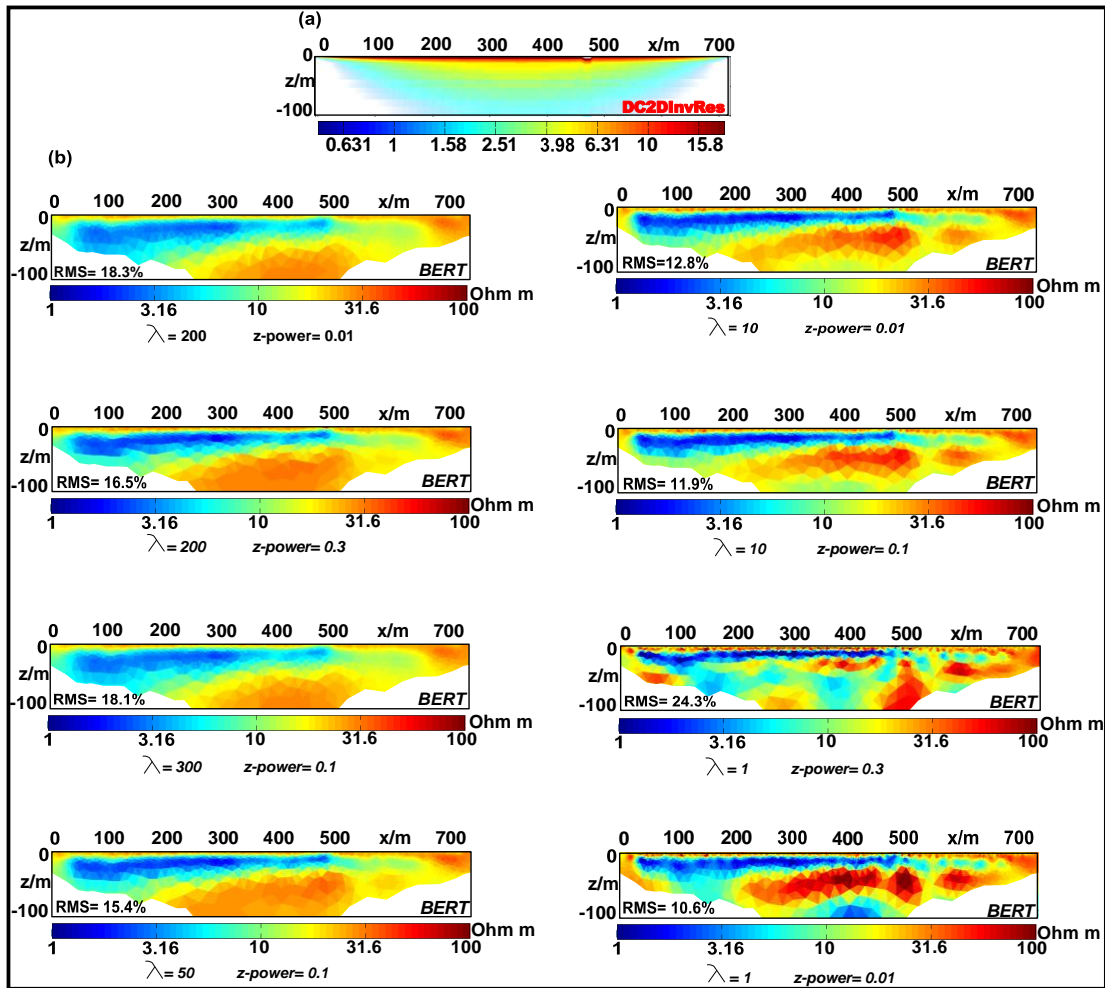 (a)
0 100 200 300 400 500 x/m 700
z/m
-100
DC2DInvRes
0.631 1 1.58 2.51 3.98 6.31 10 15.8
(b)
0 100 200 300 400 500 x/m 700
0
z/m
-100
RMS= 18.3%
BERT
Ohm m
1 3.16 10 31.6 100
λ = 200 z-power= 0.01
0 100 200 300 400 500 x/m 700
0
z/m
-100
RMS=12.8%
BERT
Ohm m
1 3.16 10 31.6 100
λ = 10 z-power= 0.01
0 100 200 300 400 500 x/m 700
0
z/m
-100
RMS= 16.5%
BERT
Ohm m
1 3.16 10 31.6 100
λ = 200 z-power= 0.3
0 100 200 300 400 500 x/m 700
0
z/m
-100
RMS= 11.9%
BERT
Ohm m
1 3.16 10 31.6 100
λ = 10 z-power= 0.1
0 100 200 300 400 500 x/m 700
0
z/m
-100
RMS= 18.1%
BERT
Ohm m
1 3.16 10 31.6 100
λ = 300 z-power= 0.1
0 100 200 300 400 500 x/m 700
0
z/m
-100
RMS= 24.3%
BERT
Ohm m
1 3.16 10 31.6 100
λ = 1 z-power= 0.3
0 100 200 300 400 500 x/m 700
0
z/m
-100
RMS= 15.4%
BERT
Ohm m
1 3.16 10 31.6 100
λ = 50 z-power= 0.1
0 100 200 300 400 500 x/m 700
0
z/m
-100
RMS= 10.6%
BERT
Ohm m
1 3.16 10 31.6 100
λ = 1 z-power= 0.01